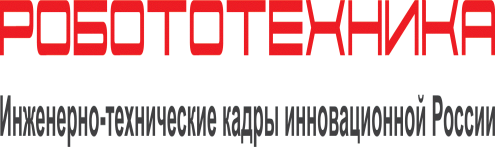 РОБОТОТЕХНИКА
Инженерно-технические кадры инновационной России